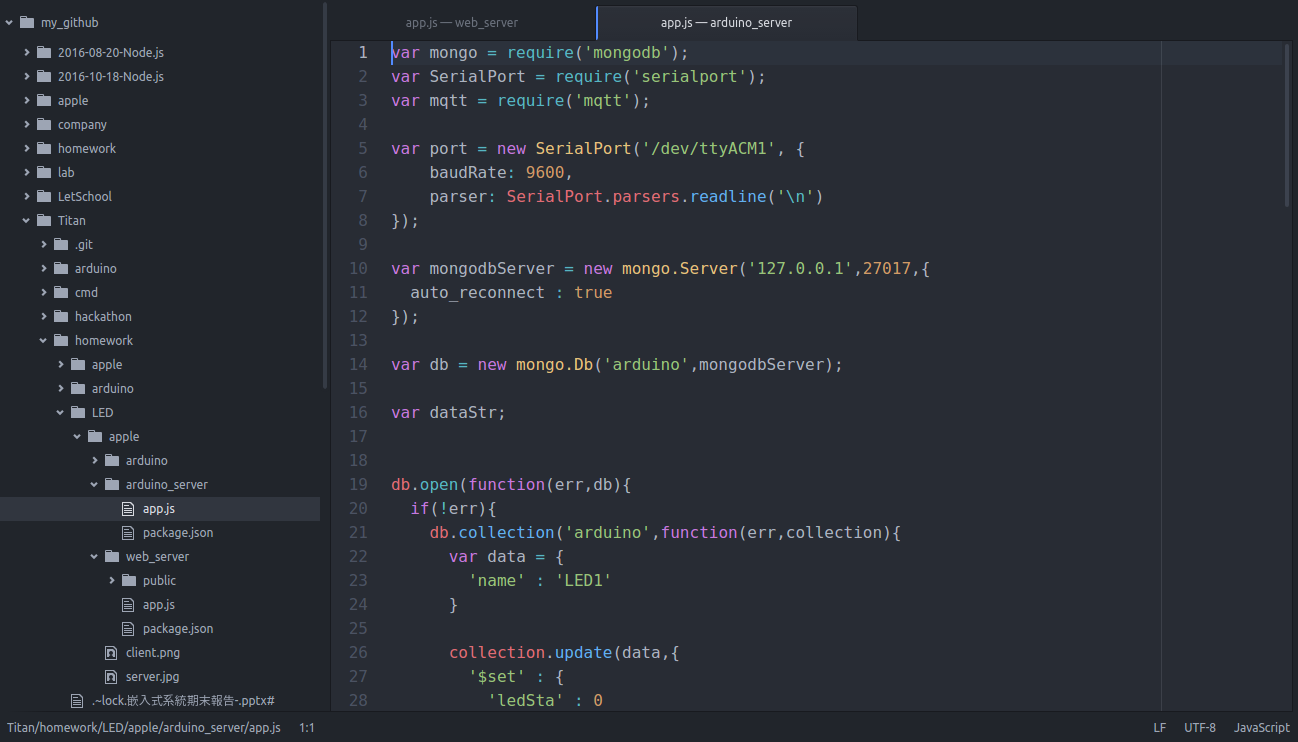 my_github
2016-08-20-Node.js
2016-10-18-Node.js
apple
company
homework
lab
LetSchool
Titan
.git
arduino
cmd
hackathon
homework
apple
arduino
LED
apple
arduino
arduino_server
app.js
package.json
web_server
public
app.js
package.json
client.png
server.jpg
.~lock.嵌入式系統期末報告-.pptx#
app.js — web_server
app.js — arduino_server
1 var mongo = require('mongodb');
2 var SerialPort = require('serialport');
3 var mqtt = require('mqtt');
4
5 var port = new SerialPort('/dev/ttyACM1', {
6     baudRate: 9600,
7     parser: SerialPort.parsers.readline('\n')
8 });
9
10 var mongodbServer = new mongo.Server('127.0.0.1',27017,{
11   auto_reconnect : true
12 });
13
14 var db = new mongo.Db('arduino',mongodbServer);
15
16 var dataStr;
17
18
19 db.open(function(err,db){
20   if(!err){
21     db.collection('arduino',function(err,collection){
22       var data = {
23         'name' : 'LED1'
24       }
25
26       collection.update(data,{
27         '$set' : {
28           'ledSta' : 0
Titan/homework/LED/apple/arduino_server/app.js 1:1
LF UTF-8 JavaScript